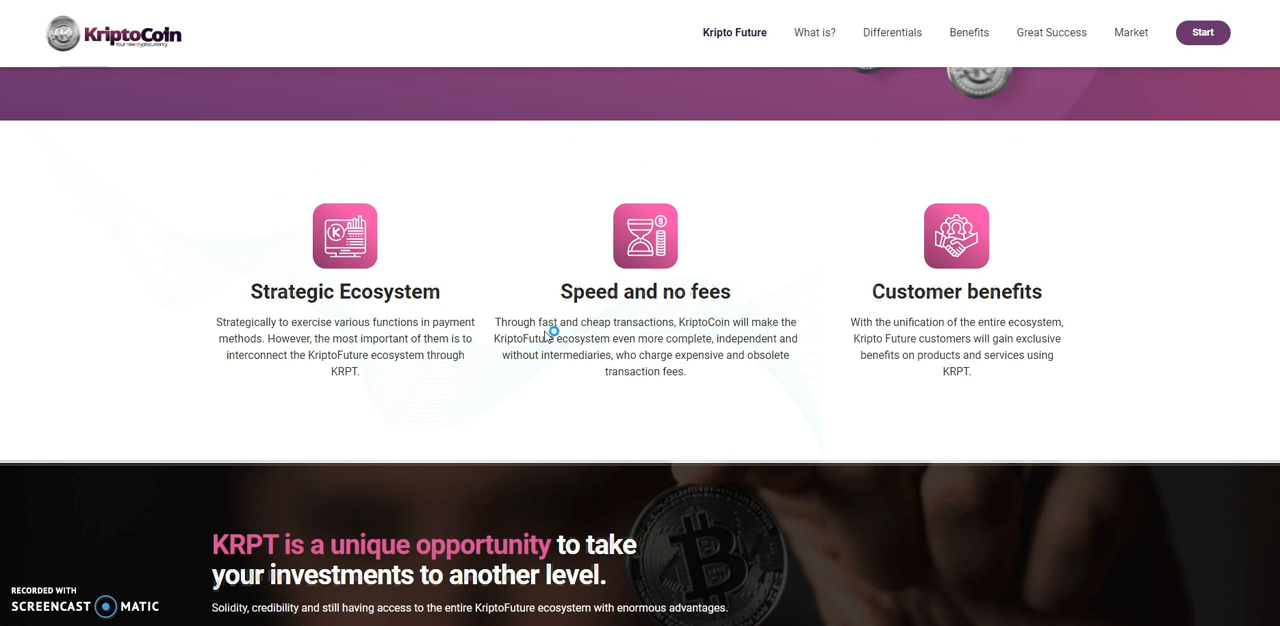 KriptoCoin
Your new cryptocurrency
Kripto Future What is? Differentials Benefits Great Success Market Start
Strategic Ecosystem
Strategically to exercise various functions in payment
methods. However, the most important of them is to
interconnect the KriptoFuture ecosystem through
KRPT.
Speed and no fees
Through fast and cheap transactions, KriptoCoin will make the
KriptoFuture ecosystem even more complete, independent and
without intermediaries, who charge expensive and obsolete
transaction fees.
Customer benefits
With the unification of the entire ecosystem,
Kripto Future customers will gain exclusive
benefits on products and services using
KRPT.
KRPT is a unique opportunity to take
your investments to another level.
Solidity, credibility and still having access to the entire KriptoFuture ecosystem with enormous advantages.
RECORDED WITH
SCREENCAST MATIC